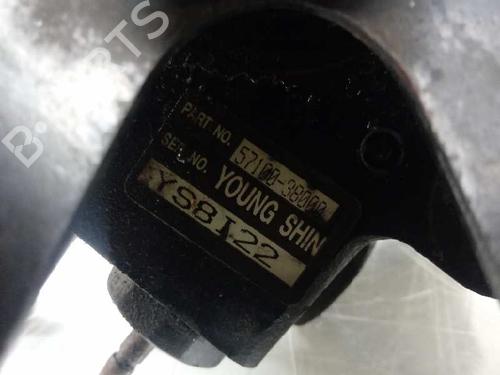 B-PARTS
PART NO. 57100-38000
SER. NO. YOUNG SHIN
YS8I22